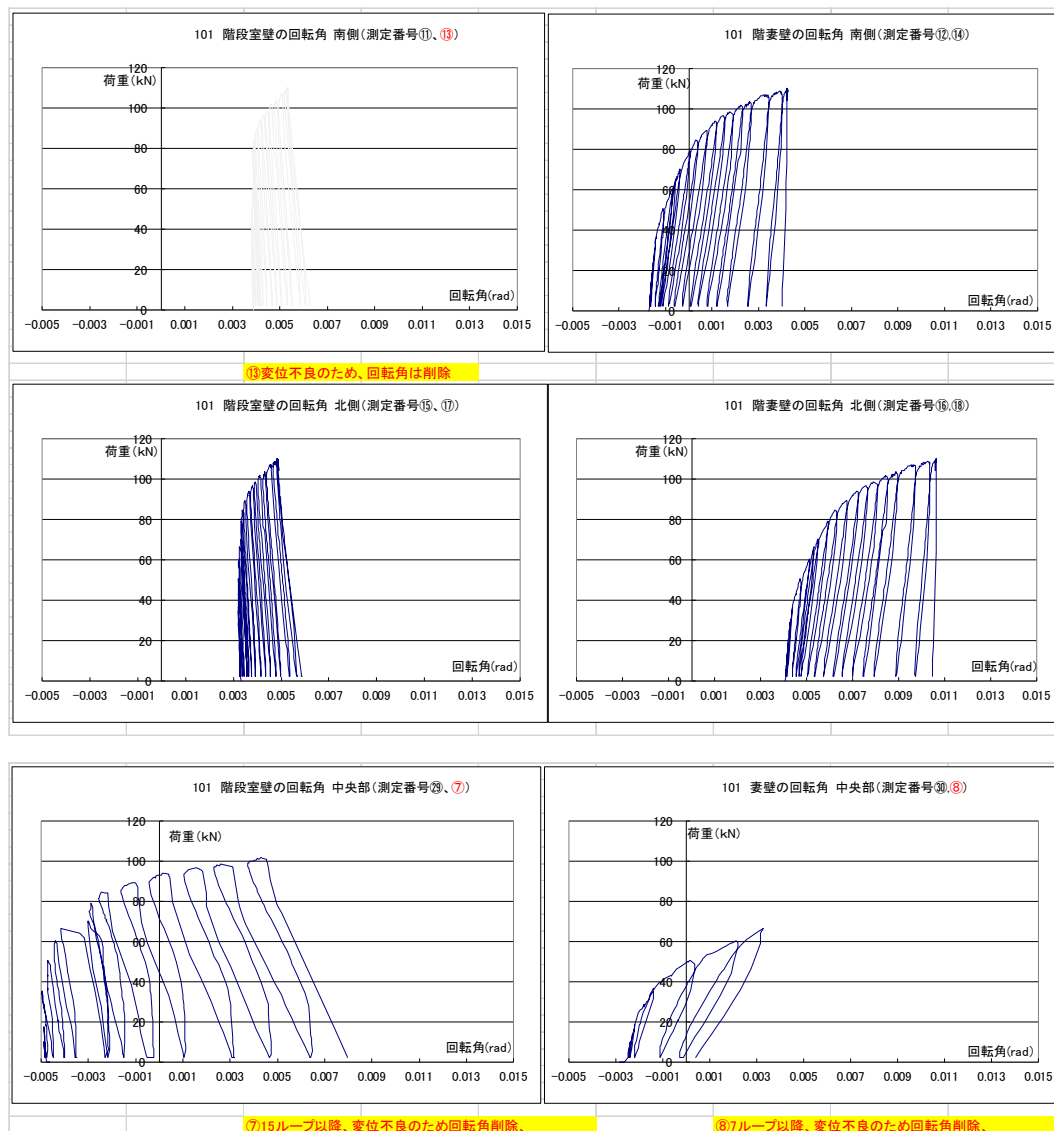 101 階段室壁の回転角 南側(測定番号⑪、⑬)
荷重(kN)
120
100
80
60
40
20
0
回転角(rad)
-0.005 -0.003 -0.001 0.001 0.003 0.005 0.007 0.009 0.011 0.013 0.015
⑬変位不良のため、回転角は削除
101 階妻壁の回転角 南側(測定番号⑫,⑭)
荷重(kN)
120
100
80
60
40
20
0
回転角(rad)
-0.005 -0.003 -0.001 0.001 0.003 0.005 0.007 0.009 0.011 0.013 0.015
101 階段室壁の回転角 北側(測定番号⑮、⑰)
荷重(kN)
120
100
80
60
40
20
0
回転角(rad)
-0.005 -0.003 -0.001 0.001 0.003 0.005 0.007 0.009 0.011 0.013 0.015
101 階妻壁の回転角 北側(測定番号⑯,⑱)
荷重(kN)
120
100
80
60
40
20
0
回転角(rad)
-0.005 -0.003 -0.001 0.001 0.003 0.005 0.007 0.009 0.011 0.013 0.015
101 階段室壁の回転角 中央部(測定番号㉙、⑦)
荷重(kN)
120
100
80
60
40
20
0
回転角(rad)
-0.005 -0.003 -0.001 0.001 0.003 0.005 0.007 0.009 0.011 0.013 0.015
⑦15ループ以降、変位不良のため回転角削除、
101 妻壁の回転角 中央部(測定番号㉚,⑧)
荷重(kN)
120
100
80
60
40
20
0
回転角(rad)
-0.005 -0.003 -0.001 0.001 0.003 0.005 0.007 0.009 0.011 0.013 0.015
⑧7ループ以降、変位不良のため回転角削除、